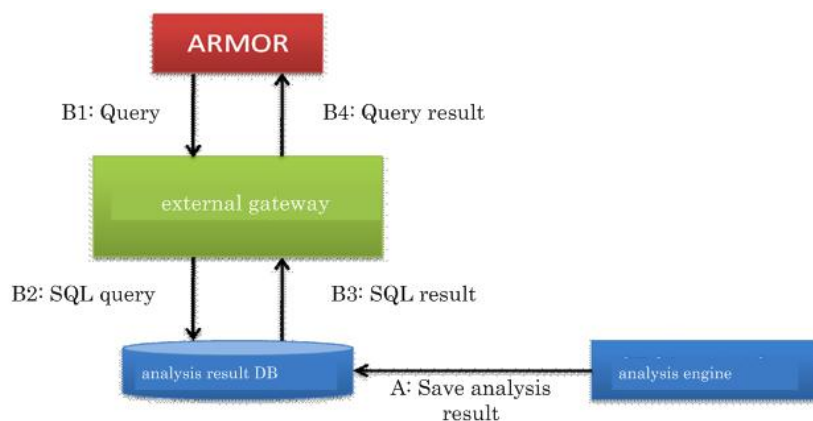 ARMOR
B1: Query
B4: Query result
external gateway
B2: SQL query
B3: SQL result
analysis result DB
analysis engine
A: Save analysis
result